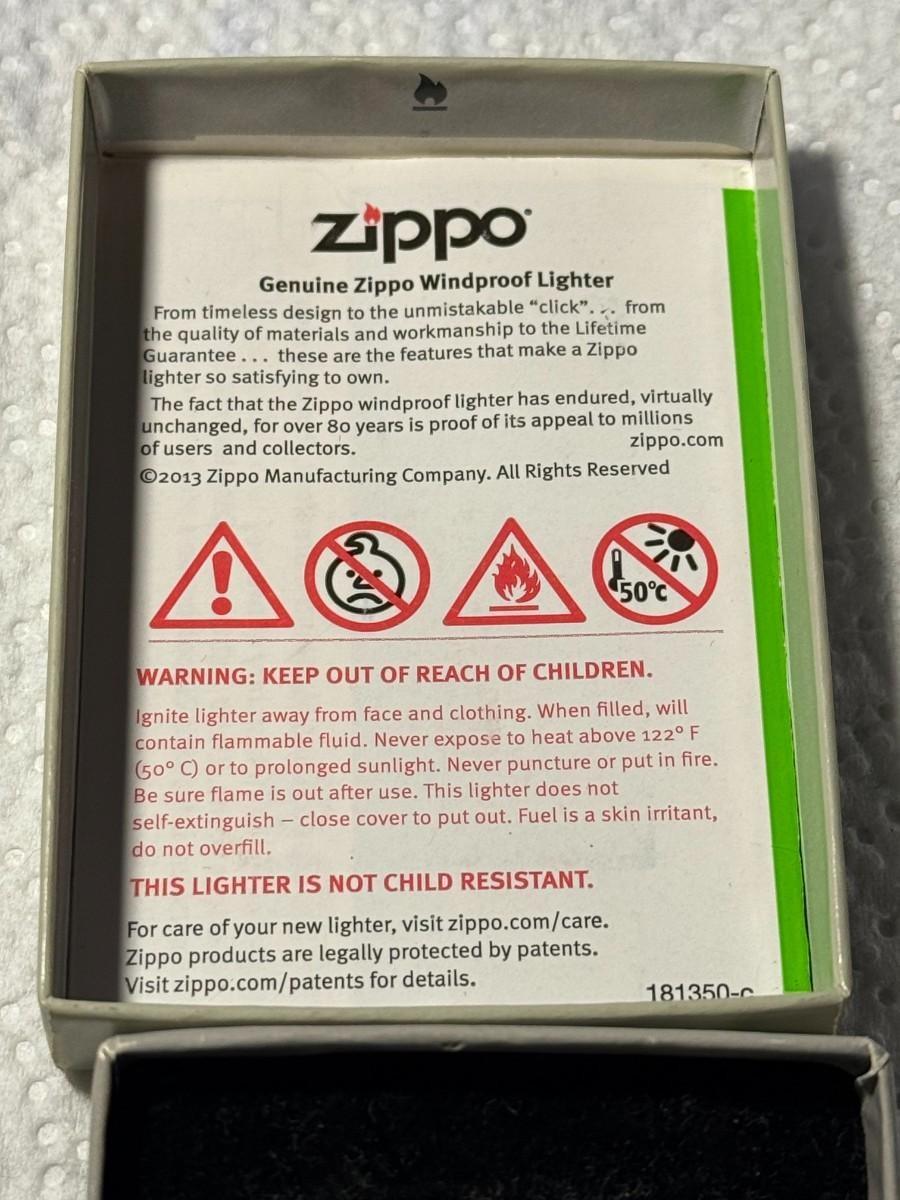 zippo
Genuine Zippo Windproof Lighter
From timeless design to the unmistakable “click”. . . from
the quality of materials and workmanship to the Lifetime
Guarantee . . . these are the features that make a Zippo
lighter so satisfying to own.
The fact that the Zippo windproof lighter has endured, virtually
unchanged, for over 80 years is proof of its appeal to millions
of users and collectors. zippo.com
©2013 Zippo Manufacturing Company. All Rights Reserved
50°C
WARNING: KEEP OUT OF REACH OF CHILDREN.
Ignite lighter away from face and clothing. When filled, will
contain flammable fluid. Never expose to heat above 122° F
(50° C) or to prolonged sunlight. Never puncture or put in fire.
Be sure flame is out after use. This lighter does not
self-extinguish – close cover to put out. Fuel is a skin irritant,
do not overfill.
THIS LIGHTER IS NOT CHILD RESISTANT.
For care of your new lighter, visit zippo.com/care.
Zippo products are legally protected by patents.
Visit zippo.com/patents for details.
181350-c